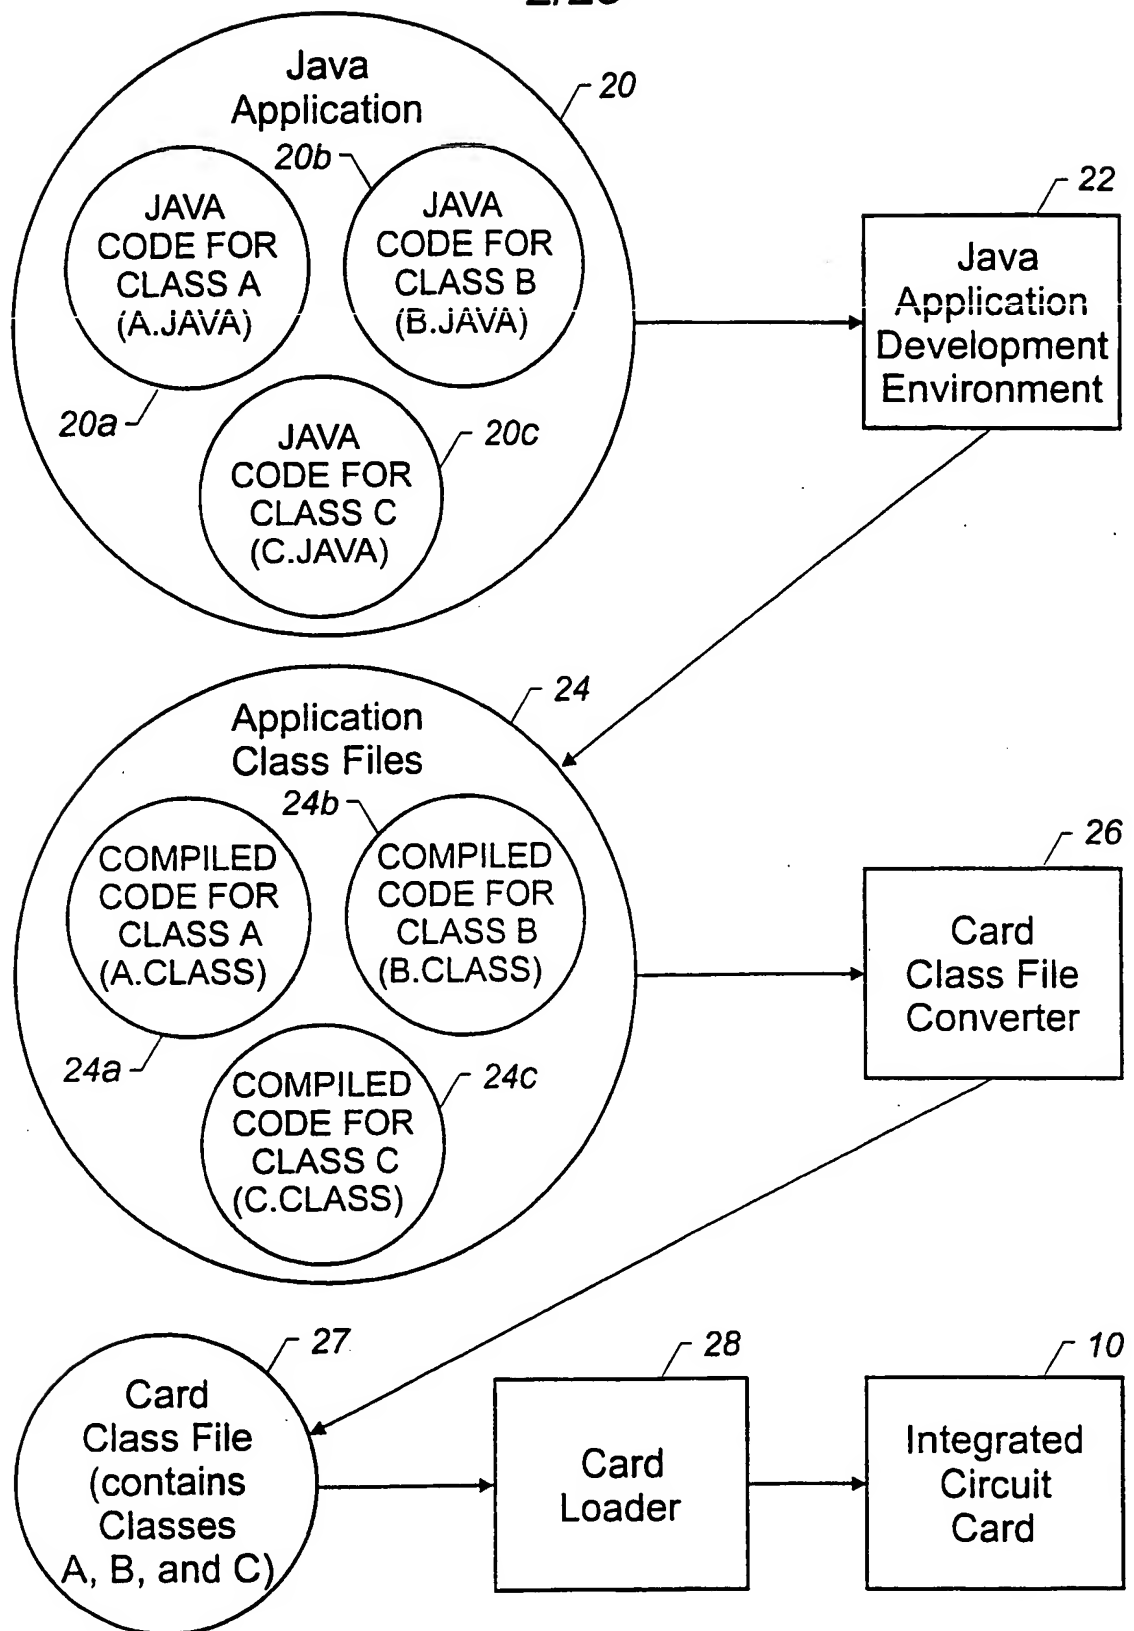 Java
Application
20
20b
JAVA
CODE FOR
CLASS A
(A.JAVA)
JAVA
CODE FOR
CLASS B
(B.JAVA)
20a
JAVA
CODE FOR
CLASS C
(C.JAVA)
20c
22
Java
Application
Development
Environment
Application
Class Files
24
24b
COMPILED
CODE FOR
CLASS A
(A.CLASS)
COMPILED
CODE FOR
CLASS B
(B.CLASS)
24a
COMPILED
CODE FOR
CLASS C
(C.CLASS)
24c
26
Card
Class File
Converter
27
Card
Class File
(contains
Classes
A, B, and C)
28
Card
Loader
10
Integrated
Circuit
Card